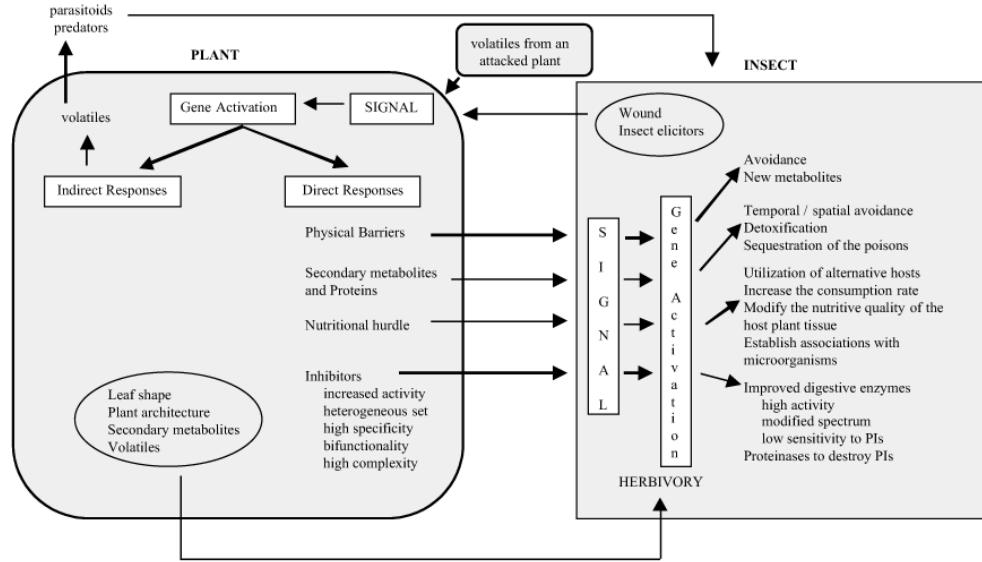 parasitoids
predators
PLANT
volatiles from an
attacked plant
INSECT
Gene Activation
SIGNAL
volatiles
Wound
Insect elicitors
Indirect Responses
Direct Responses
Avoidance
New metabolites
Physical Barriers
Secondary metabolites
and Proteins
Nutritional hurdle
Inhibitors
increased activity
heterogeneous set
high specificity
bifunctionality
high complexity
SIGNAL
Gene Activation
Temporal / spatial avoidance
Detoxification
Sequestration of the poisons
Utilization of alternative hosts
Increase the consumption rate
Modify the nutritive quality of the
host plant tissue
Establish associations with
microorganisms
Improved digestive enzymes
high activity
modified spectrum
low sensitivity to PIs
Proteinases to destroy PIs
Leaf shape
Plant architecture
Secondary metabolites
Volatiles
HERBIVORY